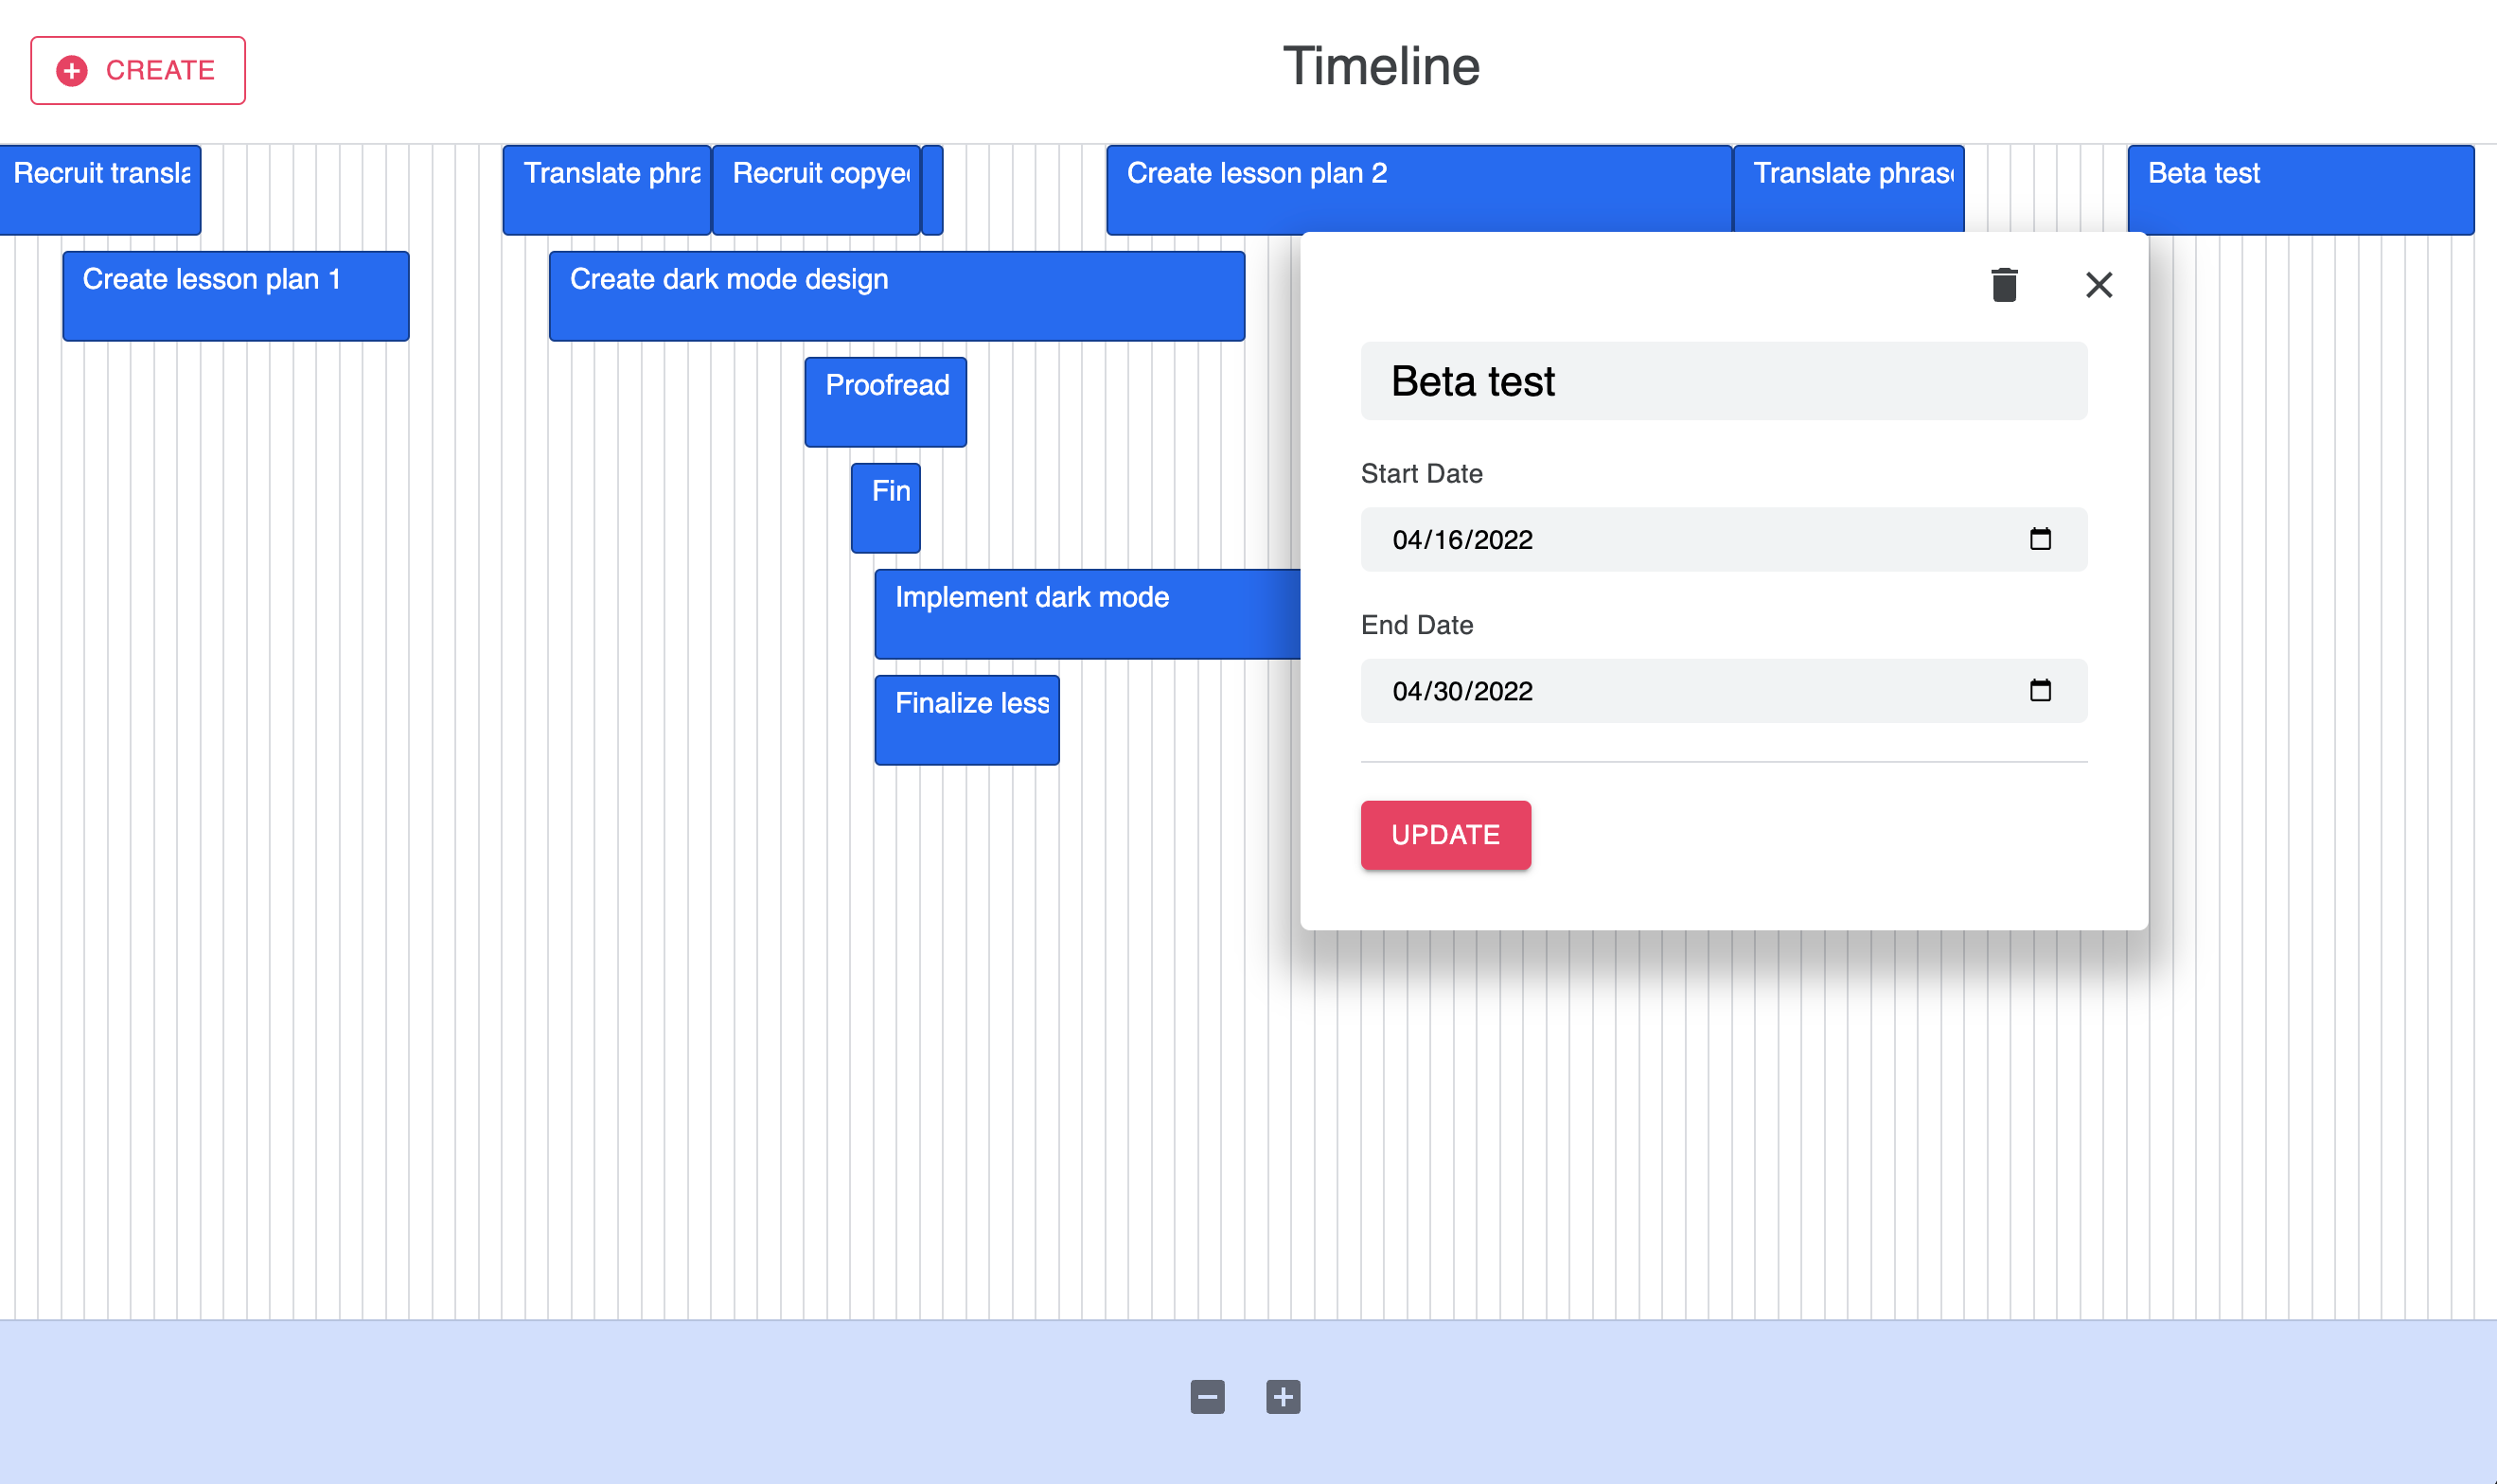 CREATE
Timeline
Recruit transla
Translate phra
Recruit copye
Create lesson plan 2
Translate phras
Beta test
Create lesson plan 1
Create dark mode design
Proofread
Fin
Implement dark mode
Finalize less
Beta test
Start Date
04/16/2022
End Date
04/30/2022
UPDATE